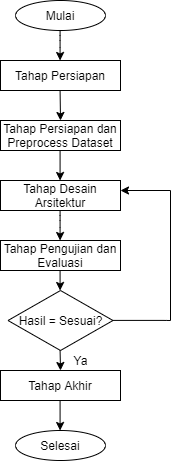 Mulai
Tahap Persiapan
Tahap Persiapan dan
Preprocess Dataset
Tahap Desain
Arsitektur
Tahap Pengujian dan
Evaluasi
Hasil = Sesuai?
Ya
Tahap Akhir
Selesai